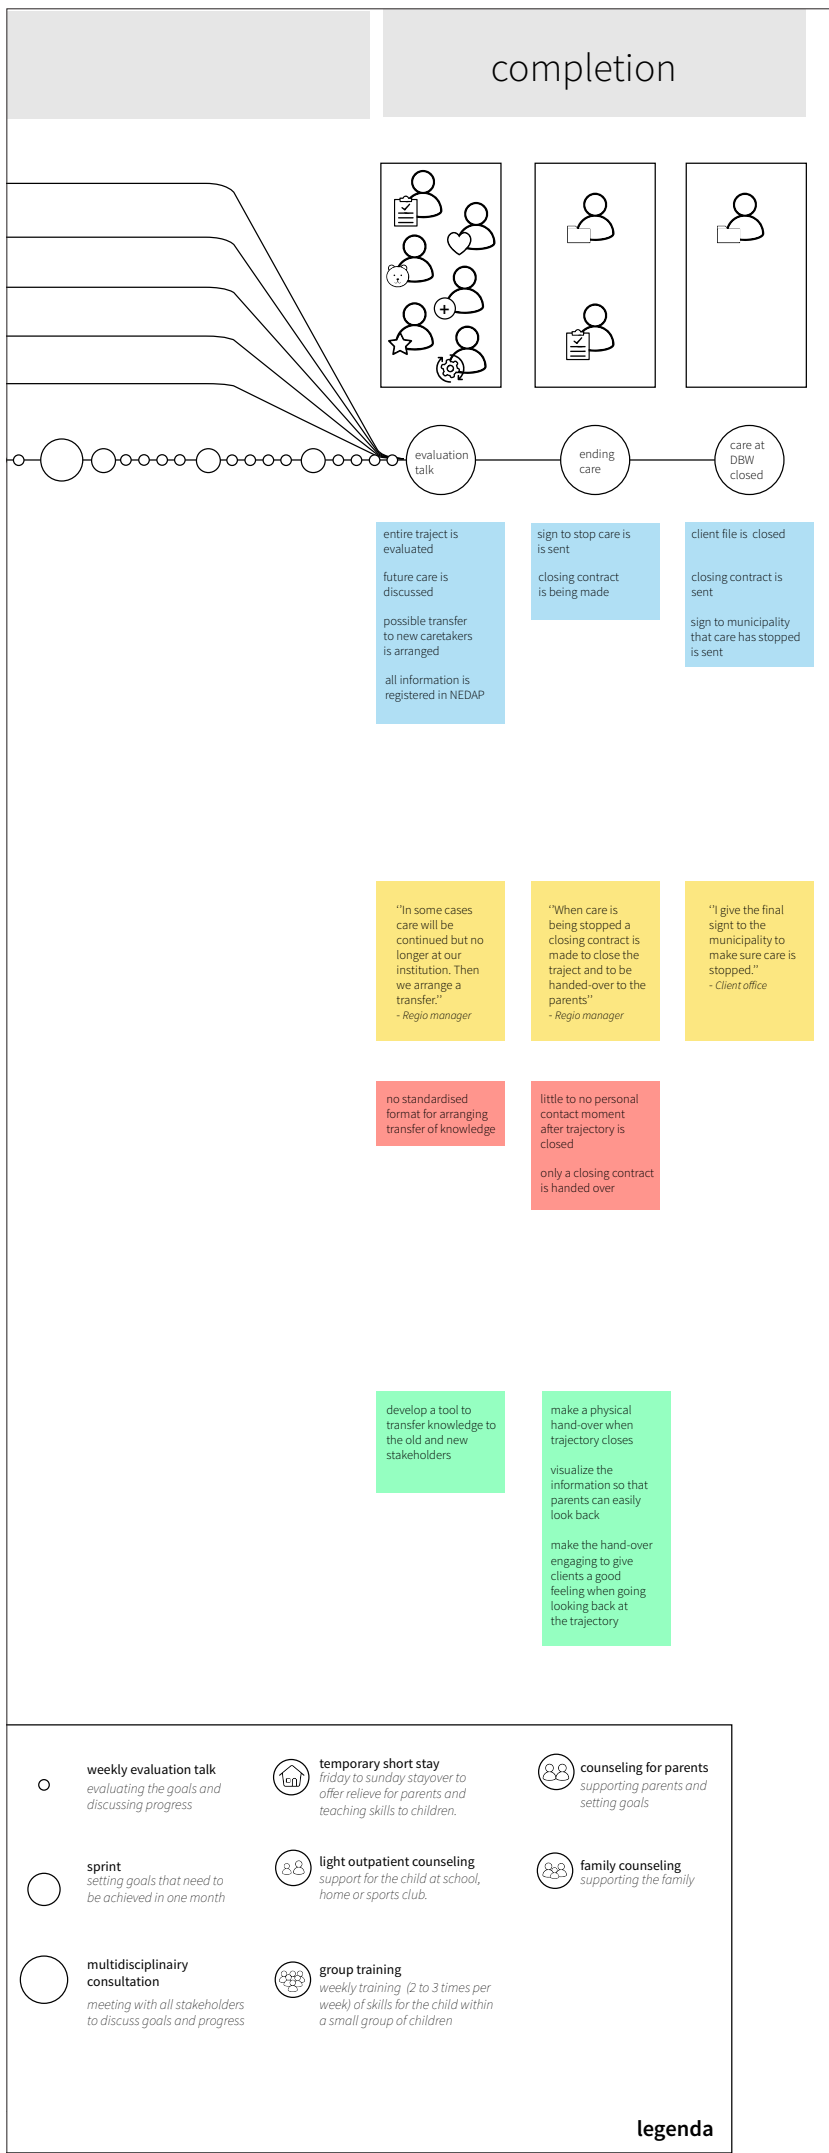 completion
evaluation
talk
ending
care
care at
DBW
closed
entire traject is
evaluated
future care is
discussed
possible transfer
to new caretakers
is arranged
all information is
registered in NEDAP
sign to stop care is
is sent
closing contract
is being made
client file is closed
closing contract is
sent
sign to municipality
that care has stopped
is sent
‘’In some cases
care will be
continued but no
longer at our
institution. Then
we arrange a
transfer.’’
- Regio manager
‘’When care is
being stopped a
closing contract is
made to close the
traject and to be
handed-over to the
parents’’
- Regio manager
‘’I give the final
signt to the
municipality to
make sure care is
stopped.’’
- Client office
no standardised
format for arranging
transfer of knowledge
little to no personal
contact moment
after trajectory is
closed
only a closing contract
is handed over
develop a tool to
transfer knowledge to
the old and new
stakeholders
make a physical
hand-over when
trajectory closes
visualize the
information so that
parents can easily
look back
make the hand-over
engaging to give
clients a good
feeling when going
looking back at
the trajectory
weekly evaluation talk
evaluating the goals and
discussing progress
sprint
setting goals that need to
be achieved in one month
multidisciplinairy
consultation
meeting with all stakeholders
to discuss goals and progress
temporary short stay
friday to sunday stayover to
offer relieve for parents and
teaching skills to children.
light outpatient counseling
support for the child at school,
home or sports club.
group training
weekly training (2 to 3 times per
week) of skills for the child within
a small group of children
counseling for parents
supporting parents and
setting goals
family counseling
supporting the family
legenda